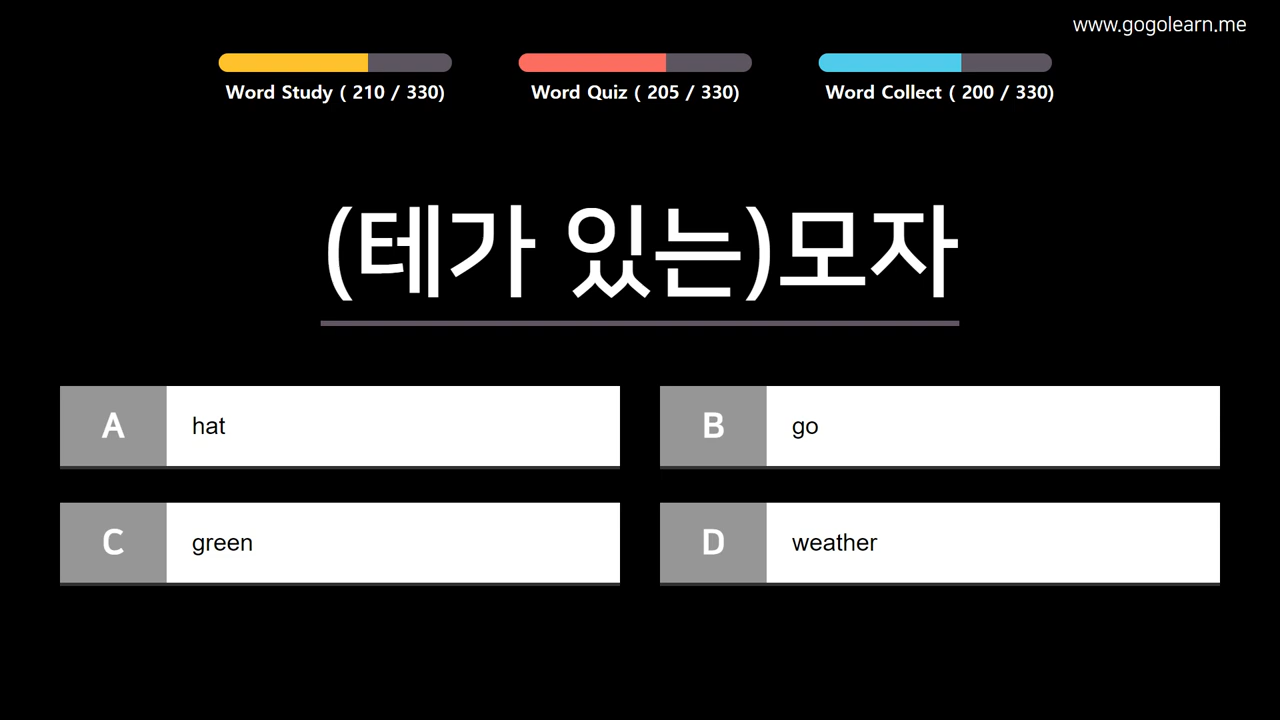 www.gogolearn.me
Word Study ( 210 / 330)
Word Quiz ( 205 / 330)
Word Collect ( 200 / 330)
(테가 있는)모자
A hat
B go
C green
D weather